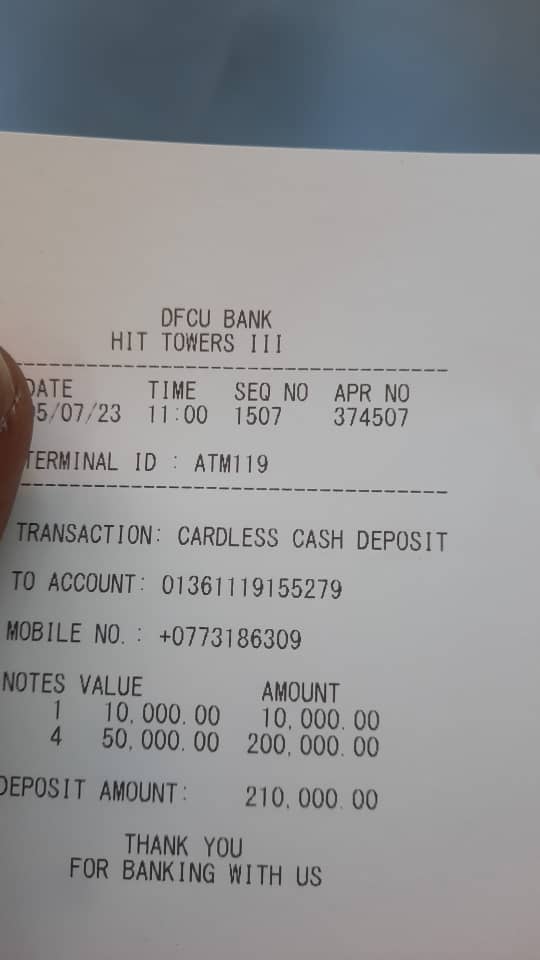 DFCU BANK
HIT TOWERS III
--------------------------------------------
DATE TIME SEQ NO APR NO
5/07/23 11:00 1507 374507
TERMINAL ID : ATM119
--------------------------------------------
TRANSACTION: CARDLESS CASH DEPOSIT
TO ACCOUNT: 01361119155279
MOBILE NO. : +0773186309
NOTES VALUE AMOUNT
1 10,000.00 10,000.00
4 50,000.00 200,000.00
DEPOSIT AMOUNT: 210,000.00
THANK YOU
FOR BANKING WITH US